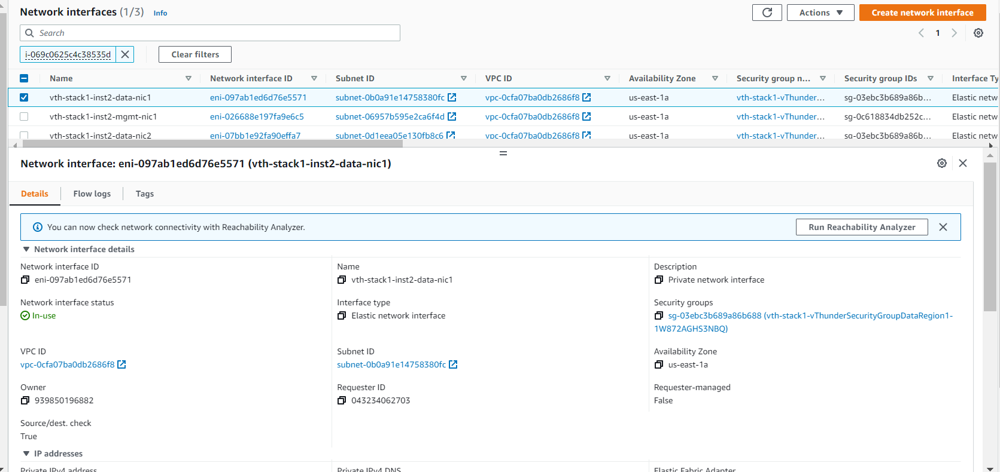 Network interfaces (1/3) Info
Actions
Create network interface
Search
1
i-069c0625c4c38535d
Clear filters
Name Network interface ID Subnet ID VPC ID Availability Zone Security group n... Security group IDs Interface Ty
vth-stack1-inst2-data-nic1 eni-097ab1ed6d76e5571 subnet-0b0a91e14758380fc vpc-0cfa07ba0db2686f8 us-east-1a vth-stack1-vThunder... sg-03ebc3b689a86b... Elastic netw
vth-stack1-inst2-mgmt-nic1 eni-026688e197fa9e6c5 subnet-06957b595e2ca6f4d vpc-0cfa07ba0db2686f8 us-east-1a vth-stack1-vThunder... sg-0c618834db252c... Elastic netw
vth-stack1-inst2-data-nic2 eni-07bb1e92fa90effa7 subnet-0d1eea05e130fb8c6 vpc-0cfa07ba0db2686f8 us-east-1a vth-stack1-vThunder... sg-03ebc3b689a86b... Elastic netw
Network interface: eni-097ab1ed6d76e5571 (vth-stack1-inst2-data-nic1)
Details Flow logs Tags
You can now check network connectivity with Reachability Analyzer.
Run Reachability Analyzer
Network interface details
Network interface ID
eni-097ab1ed6d76e5571
Name
vth-stack1-inst2-data-nic1
Description
Private network interface
Network interface status
In-use
Interface type
Elastic network interface
Security groups
sg-03ebc3b689a86b688 (vth-stack1-vThunderSecurityGroupDataRegion1-
1W872AGHS3NBQ)
VPC ID
vpc-0cfa07ba0db2686f8
Subnet ID
subnet-0b0a91e14758380fc
Availability Zone
us-east-1a
Owner
939850196882
Requester ID
043234062703
Requester-managed
False
Source/dest. check
True
IP addresses
Private IPv4 address
Private IPv4 DNS
Elastic Fabric Adapter